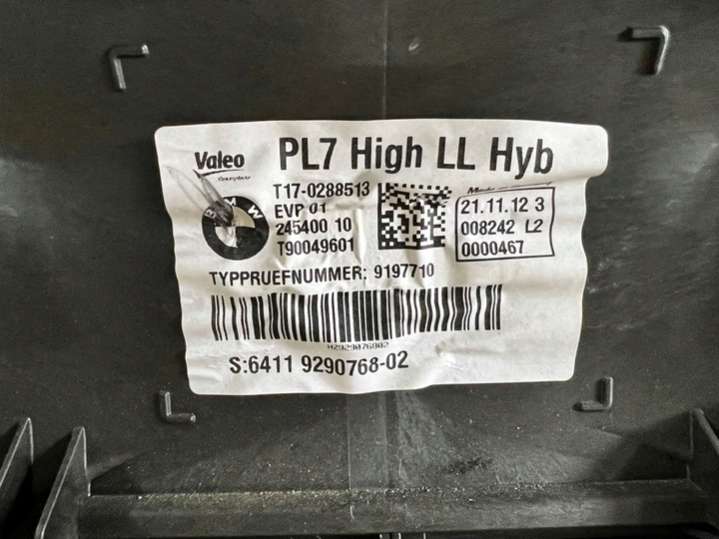 Valeo
PL7 High LL Hyb
T17-0288513
EVP 01
245400 10
T90049601
BMW
21.11.12 3
008242 L2
0000467
TYPPRUEFNUMMER: 9197710
S:6411 9290768-02